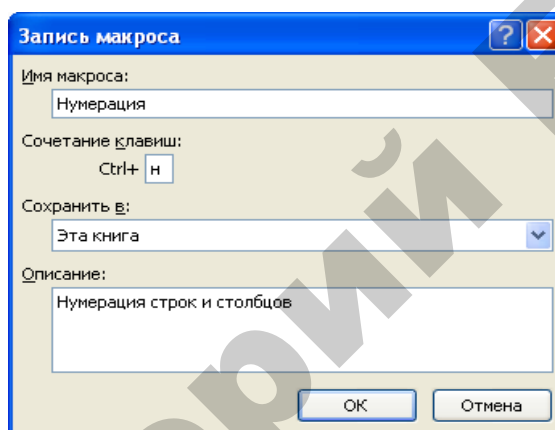 Запись макроса
Имя макроса:
Нумерация
Сочетание клавиш:
Ctrl+ н
Сохранить в:
Эта книга
Описание:
Нумерация строк и столбцов
ОК Отмена